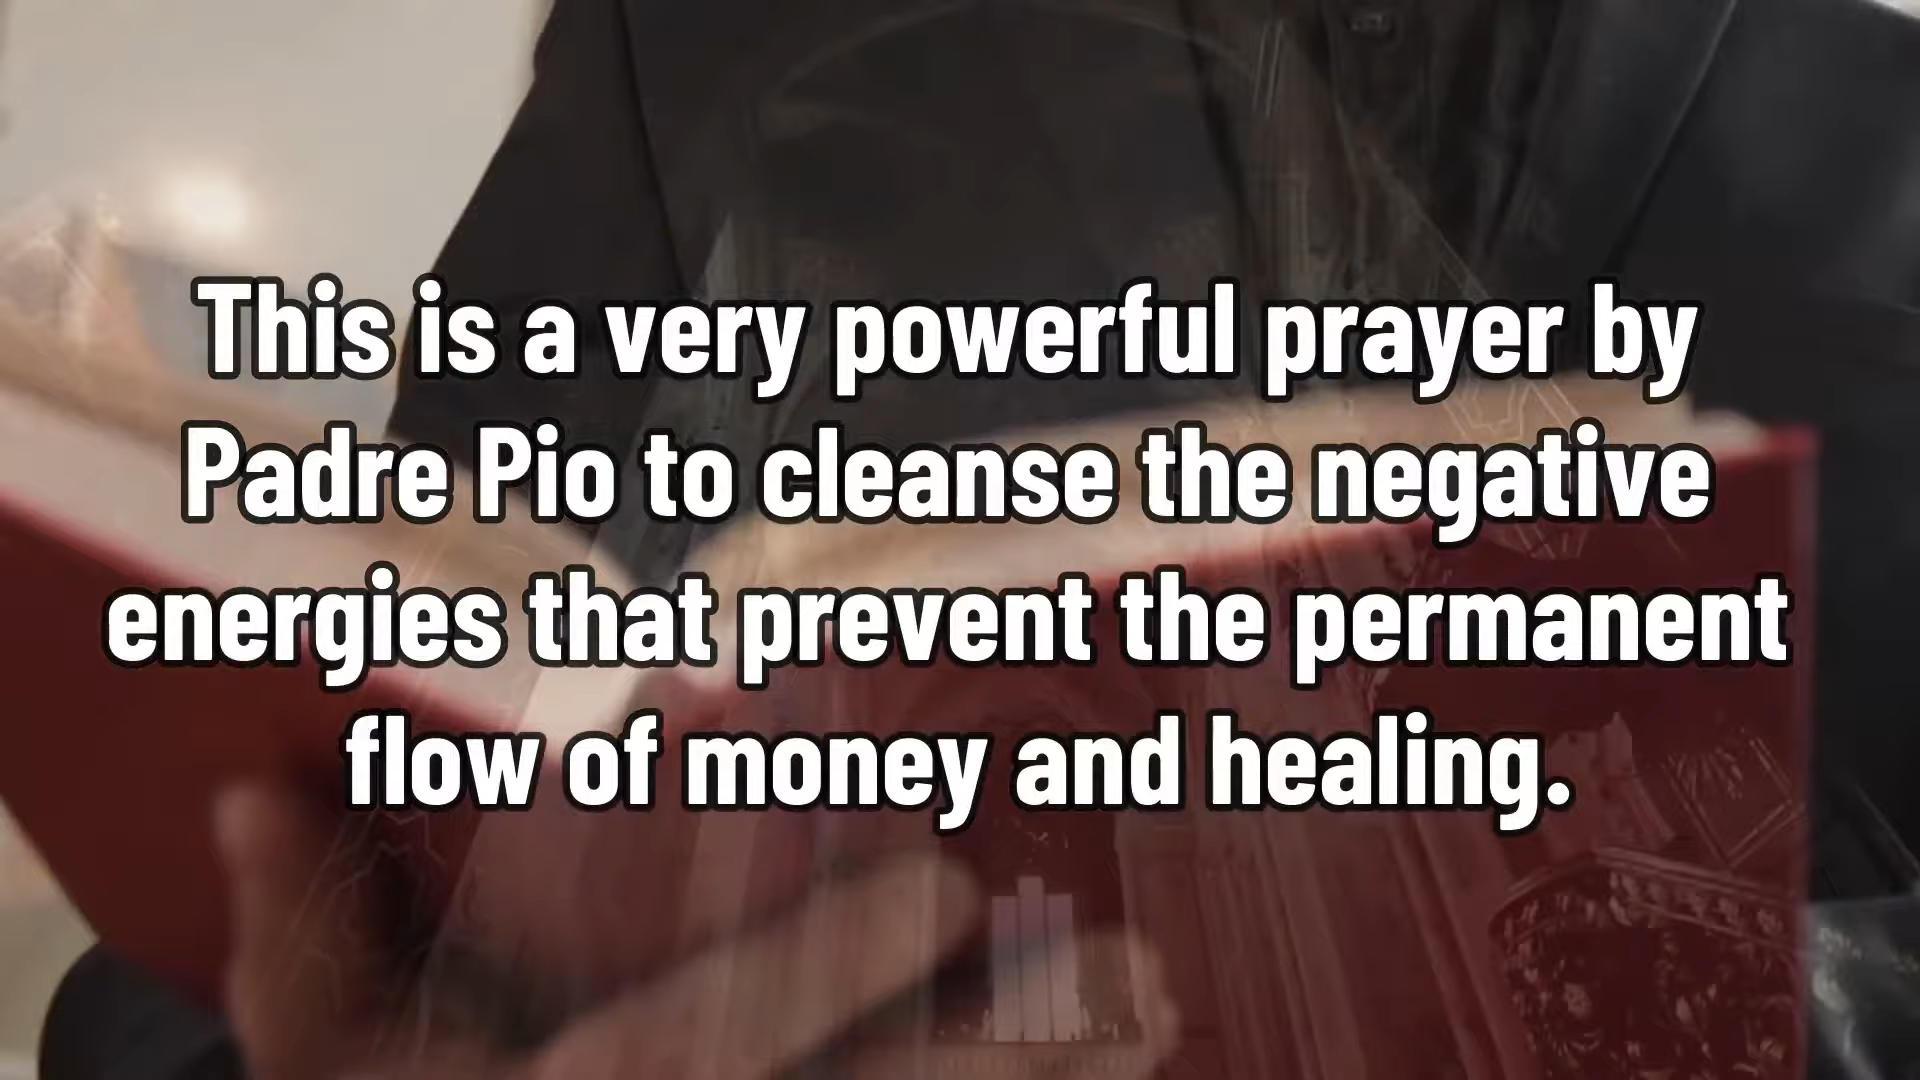 This is a very powerful prayer by
Padre Pio to cleanse the negative
energies that prevent the permanent
flow of money and healing.